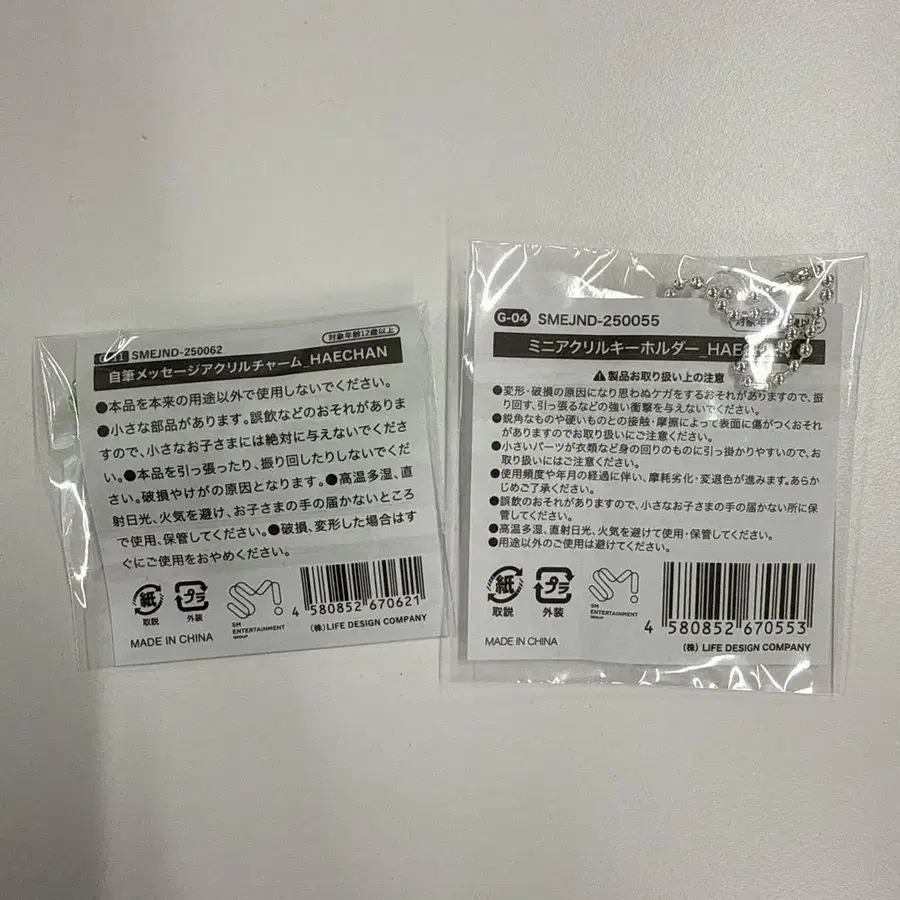 SMEJND-250062
対象年齢12歳以上
自筆メッセージアクリルチャーム_HAECHAN
●本品を本来の用途以外で使用しないでください。
●小さな部品があります。誤飲などのおそれがありま
すので、小さなお子さまには絶対に与えないでくださ
い。●本品を引っ張ったり、振り回したりしないでくだ
さい。破損やけがの原因となります。●高温多湿、直
射日光、火気を避け、お子さまの手の届かないところ
で使用、保管してください。●破損、変形した場合はす
ぐにご使用をおやめください。
紙
取説
プラ
外装
SM
ENTERTAINMENT
GROUP
4 580852 670621
MADE IN CHINA
(株) LIFE DESIGN COMPANY
G-04 SMEJND-250055
ミニアクリルキーホルダー_HAE
製品お取り扱い上の注意
●変形・破損の原因になり思わぬケガをするおそれがありますので、振
り回す、引っ張るなどの強い衝撃を与えないでください。
●鋭角なものや硬いものとの接触・摩擦によって表面に傷がつくおそれ
がありますのでお取り扱いにご注意ください。
●小さいパーツが衣類など身の回りのものに引っ掛かりやすいので、お
取り扱いにはご注意ください。
●使用頻度や年月の経過に伴い、摩耗劣化・変退色が進みます。あらか
じめご了承ください。
●誤飲のおそれがありますので、小さなお子さまの手の届かない所に保
管してください。
●高温多湿、直射日光、火気を避けて使用・保管してください。
●用途以外のご使用は避けてください。
紙
取説
プラ
外装
SM
ENTERTAINMENT
GROUP
4 580852 670553
MADE IN CHINA
(株) LIFE DESIGN COMPANY